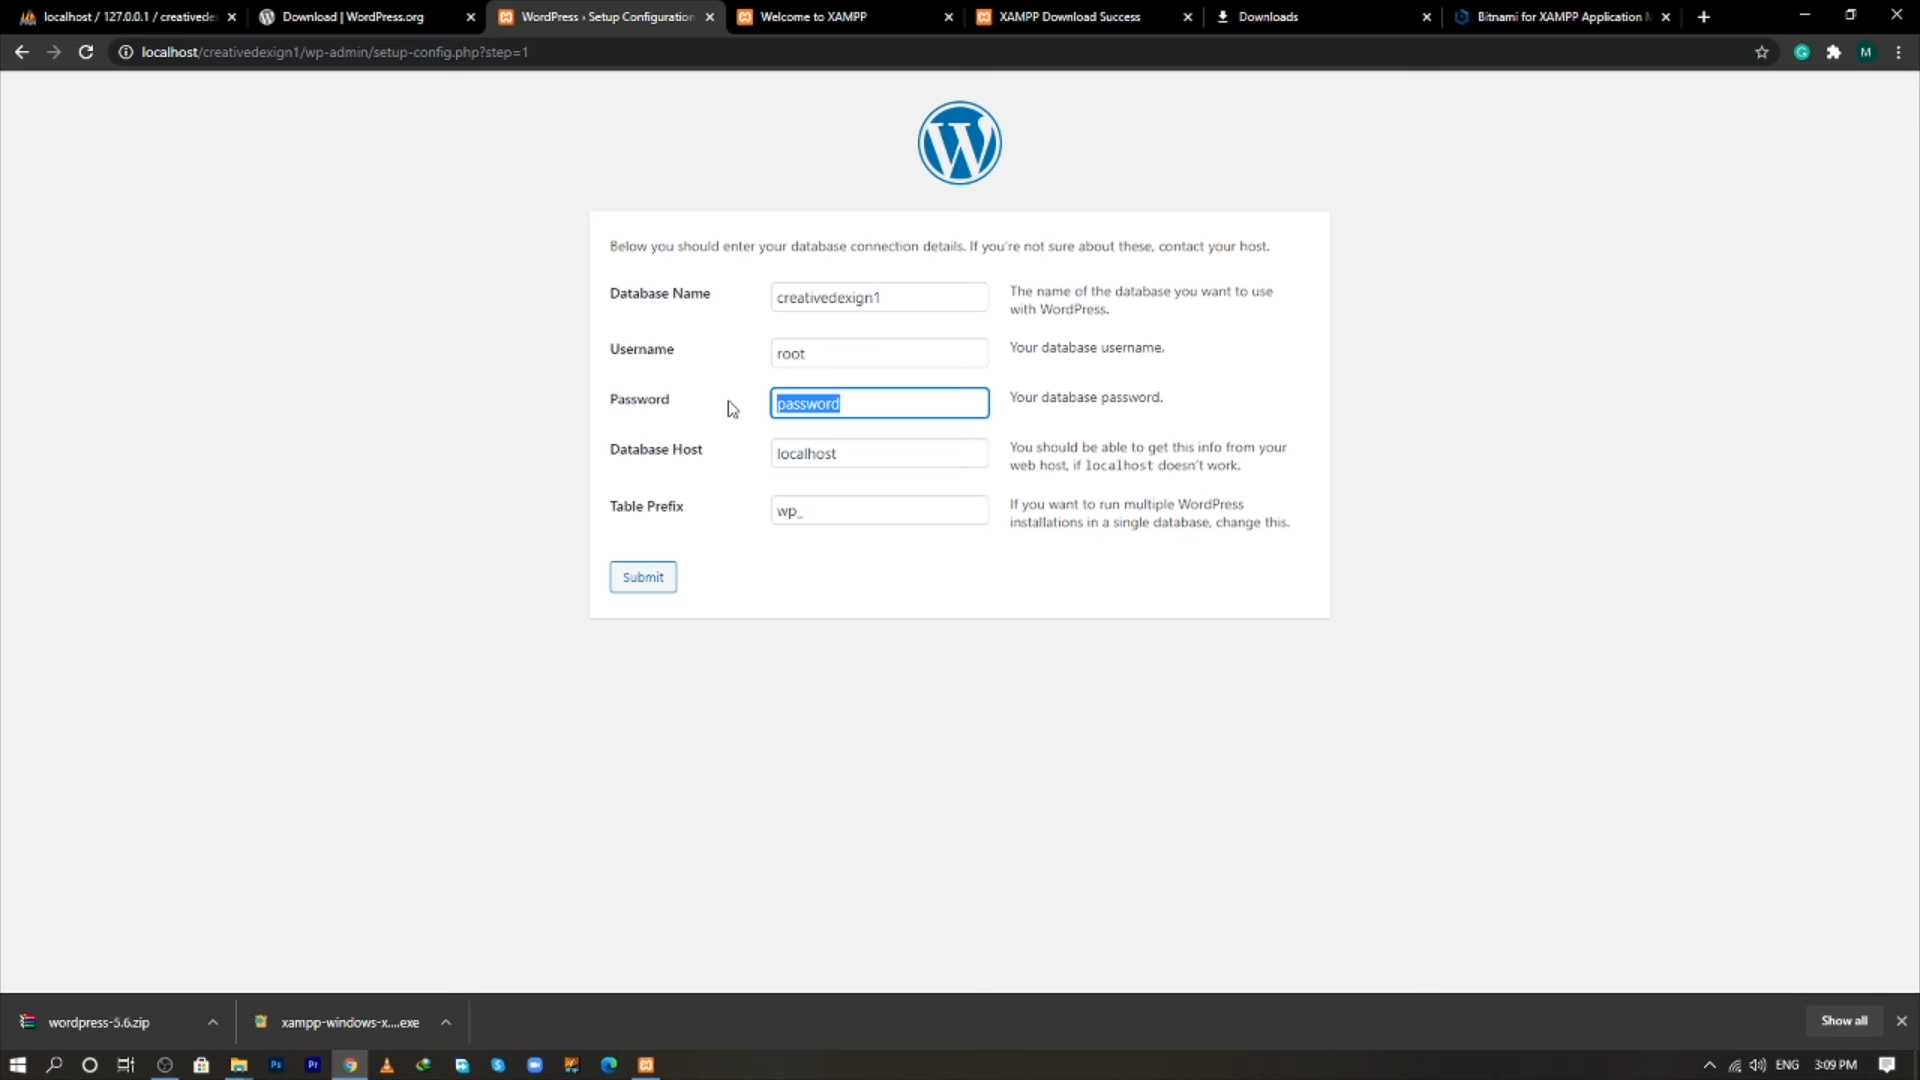 localhost / 127.0.0.1 / creativede
Download | WordPress.org
WordPress › Setup Configuration
Welcome to XAMPP
XAMPP Download Success
Downloads
Bitnami for XAMPP Application M
localhost/creativedexign1/wp-admin/setup-config.php?step=1
M
Below you should enter your database connection details. If you're not sure about these, contact your host.
Database Name
creativedexign1
The name of the database you want to use
with WordPress.
Username
root
Your database username.
Password
password
Your database password.
Database Host
localhost
You should be able to get this info from your
web host, if localhost doesn't work.
Table Prefix
wp_
If you want to run multiple WordPress
installations in a single database, change this.
Submit
wordpress-5.6.zip
xampp-windows-x....exe
Show all
Ps
Pr
ENG
3:09 PM